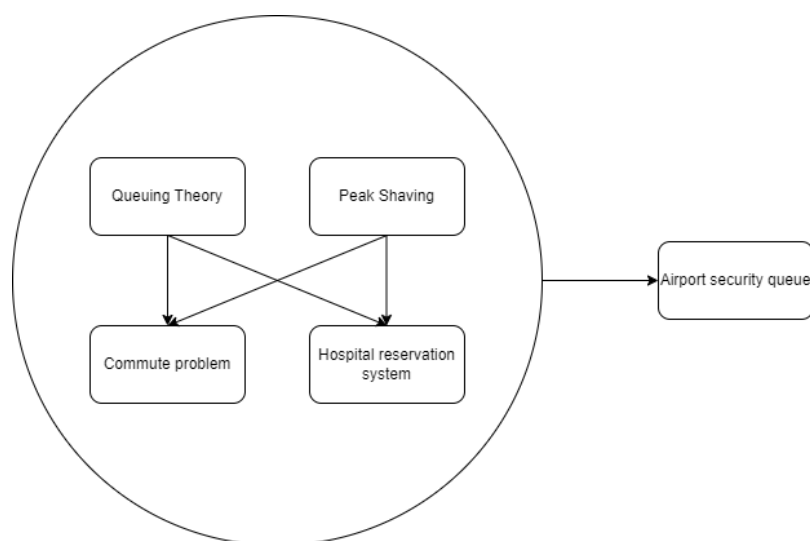 Queuing Theory
Peak Shaving
Airport security queue
Commute problem
Hospital reservation
system